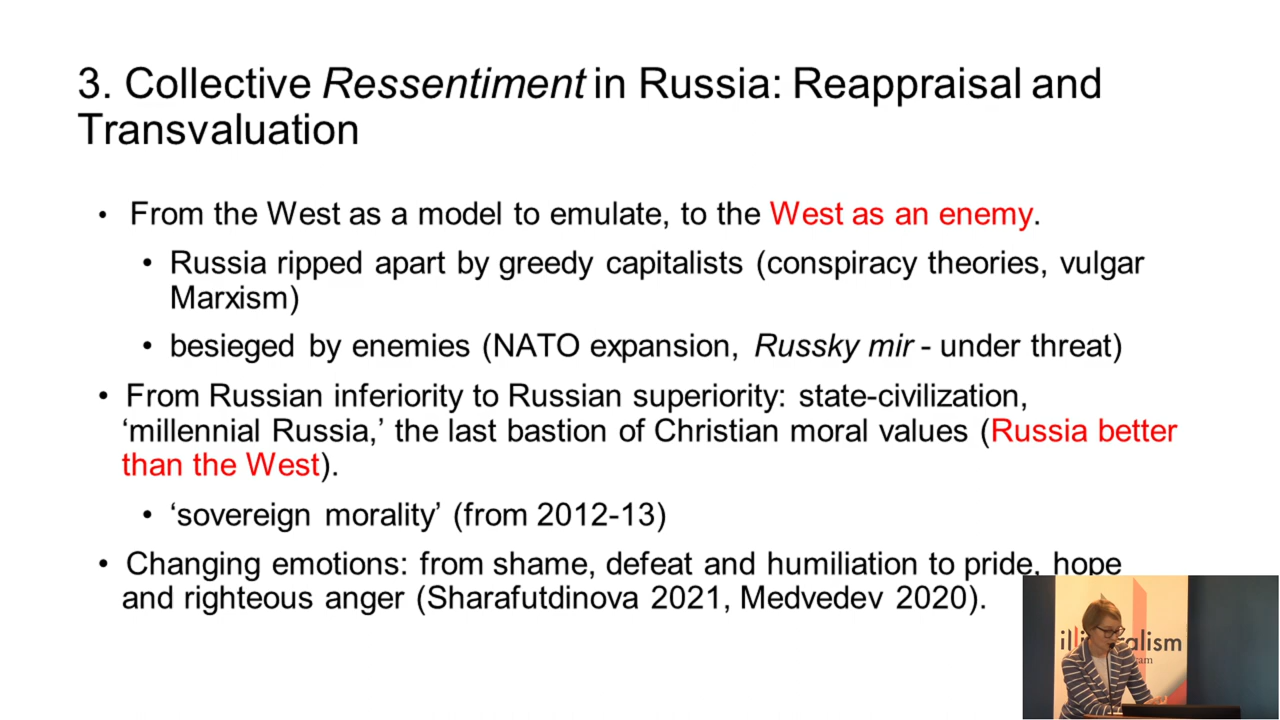 3. Collective Ressentiment in Russia: Reappraisal and
Transvaluation
• From the West as a model to emulate, to the West as an enemy.
• Russia ripped apart by greedy capitalists (conspiracy theories, vulgar
Marxism)
• besieged by enemies (NATO expansion, Russky mir - under threat)
• From Russian inferiority to Russian superiority: state-civilization,
‘millennial Russia,’ the last bastion of Christian moral values (Russia better
than the West).
• ‘sovereign morality’ (from 2012-13)
• Changing emotions: from shame, defeat and humiliation to pride, hope
and righteous anger (Sharafutdinova 2021, Medvedev 2020).